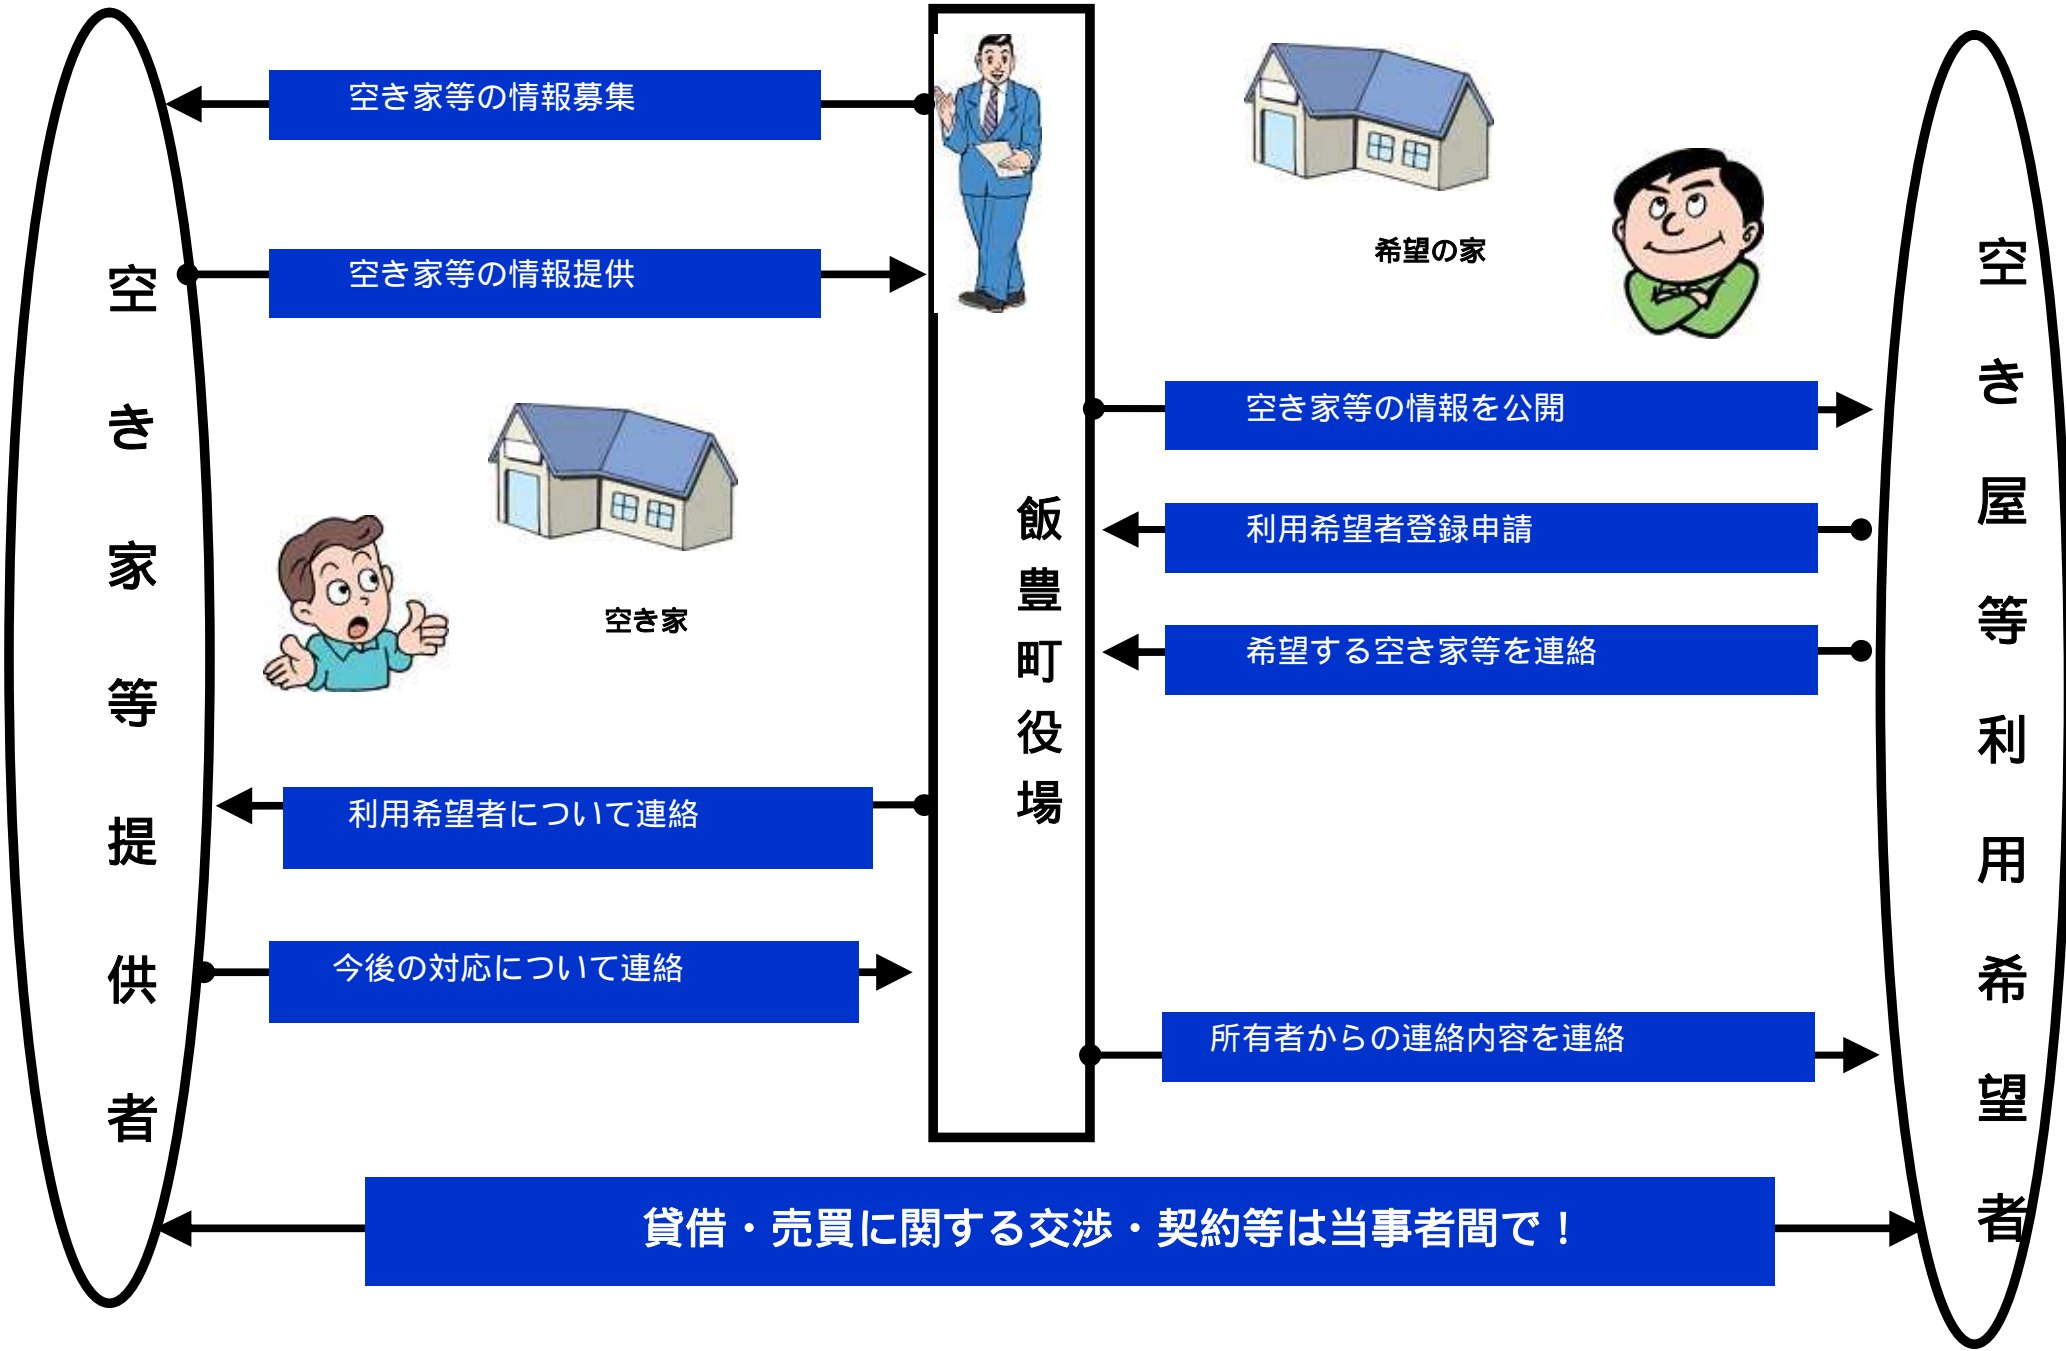 空き家等提供者
空き家等の情報募集
空き家等の情報提供
空き家
利用希望者について連絡
今後の対応について連絡
飯豊町役場
希望の家
空き家等の情報を公開
利用希望者登録申請
希望する空き家等を連絡
所有者からの連絡内容を連絡
空き屋等利用希望者
貸借・売買に関する交渉・契約等は当事者間で！